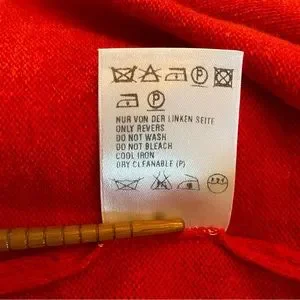 P
P
NUR VON DER LINKEN SEITE
ONLY REVERS
DO NOT WASH
DO NOT BLEACH
COOL IRON
DRY CLEANABLE (P)